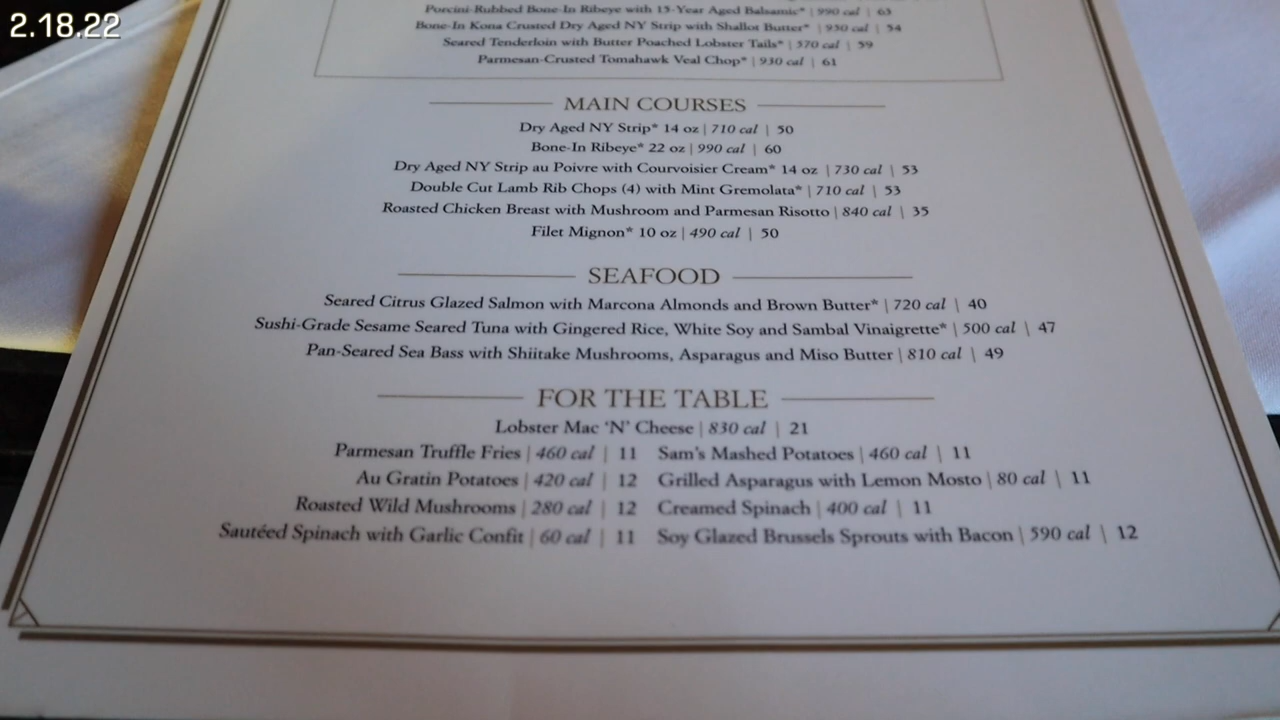 2.18.22
Porcini-Rubbed Bone-In Ribeye with 15-Year Aged Balsamic* | 990 cal | 63
Bone-In Kona Crusted Dry Aged NY Strip with Shallot Butter* | 950 cal | 54
Seared Tenderloin with Butter Poached Lobster Tails* | 570 cal | 59
Parmesan-Crusted Tomahawk Veal Chop* | 930 cal | 61
MAIN COURSES
Dry Aged NY Strip* 14 oz | 710 cal | 50
Bone-In Ribeye* 22 oz | 990 cal | 60
Dry Aged NY Strip au Poivre with Courvoisier Cream* 14 oz | 730 cal | 53
Double Cut Lamb Rib Chops (4) with Mint Gremolata* | 710 cal | 53
Roasted Chicken Breast with Mushroom and Parmesan Risotto | 840 cal | 35
Filet Mignon* 10 oz | 490 cal | 50
SEAFOOD
Seared Citrus Glazed Salmon with Marcona Almonds and Brown Butter* | 720 cal | 40
Sushi-Grade Sesame Seared Tuna with Gingered Rice, White Soy and Sambal Vinaigrette* | 500 cal | 47
Pan-Seared Sea Bass with Shiitake Mushrooms, Asparagus and Miso Butter | 810 cal | 49
FOR THE TABLE
Lobster Mac ‘N’ Cheese | 830 cal | 21
Parmesan Truffle Fries | 460 cal | 11 Sam's Mashed Potatoes | 460 cal | 11
Au Gratin Potatoes | 420 cal | 12 Grilled Asparagus with Lemon Mosto | 80 cal | 11
Roasted Wild Mushrooms | 280 cal | 12 Creamed Spinach | 400 cal | 11
Sautéed Spinach with Garlic Confit | 60 cal | 11 Soy Glazed Brussels Sprouts with Bacon | 590 cal | 12